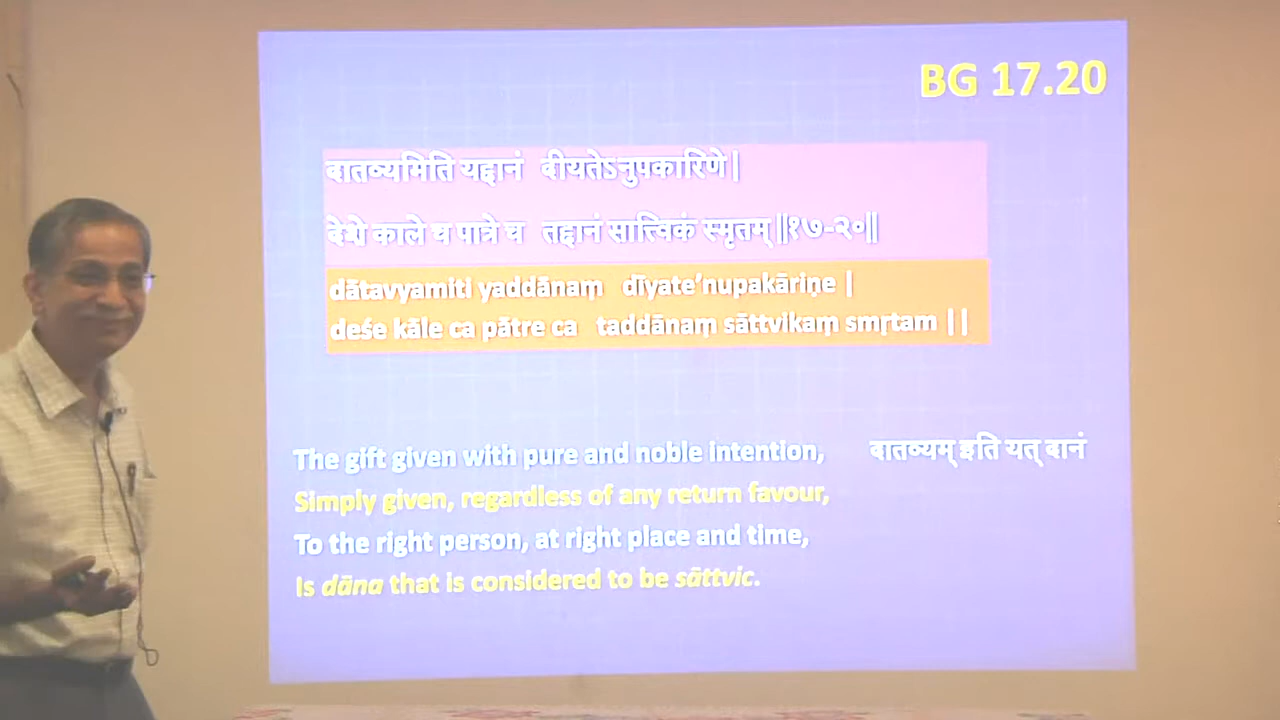 BG 17.20
दातव्यमिति यद्दानं दीयतेऽनुपकारिणे|
देशे काले च पात्रे च तद्दानं सात्त्विकं स्मृतम्||१७-२०||
dātavyamiti yaddānaṃ dīyate’nupakāriṇe |
deśe kāle ca pātre ca taddānaṃ sāttvikaṃ smṛtam ||
The gift given with pure and noble intention, दातव्यम् इति यत् दानं
Simply given, regardless of any return favour,
To the right person, at right place and time,
Is dāna that is considered to be sāttvic.